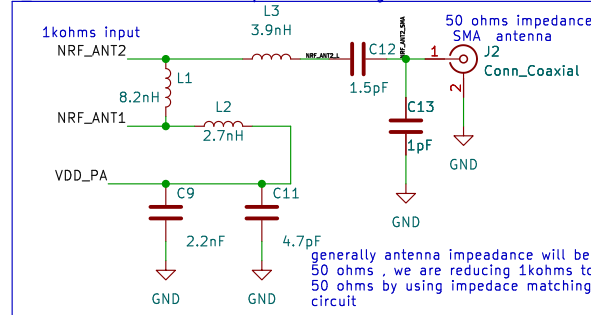 L3
3.9nH
50 ohms impedance
SMA antenna
1kohms input
NRF_ANT2
NRF_ANT2_L
C12
NRF_ANT2_SMA
1
J2
Conn_Coaxial
L1
8.2nH
1.5pF
2
L2
C13
NRF_ANT1
2.7nH
1pF
GND
VDD_PA
C9
C11
GND
2.2nF
4.7pF
generally antenna impeadance will be
50 ohms , we are reducing 1kohms to
50 ohms by using impedace matching
circuit
GND
GND